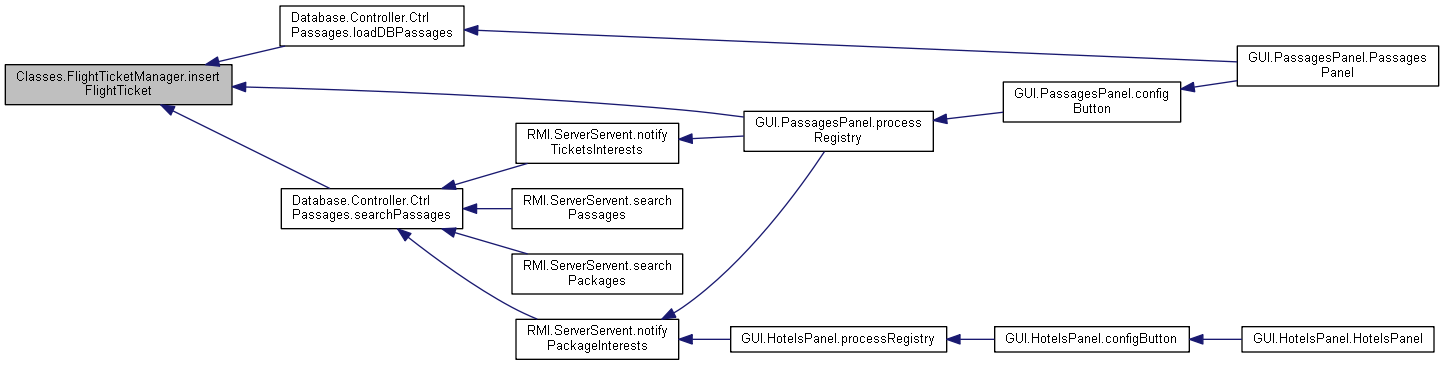 Database.Controller.Ctrl
Passages.loadDBPassages
Classes.FlightTicketManager.insert
FlightTicket
GUI.PassagesPanel.Passages
Panel
GUI.PassagesPanel.config
Button
GUI.PassagesPanel.process
Registry
RMI.ServerServent.notify
TicketsInterests
Database.Controller.Ctrl
Passages.searchPassages
RMI.ServerServent.search
Passages
RMI.ServerServent.search
Packages
RMI.ServerServent.notify
PackageInterests
GUI.HotelsPanel.processRegistry
GUI.HotelsPanel.configButton
GUI.HotelsPanel.HotelsPanel